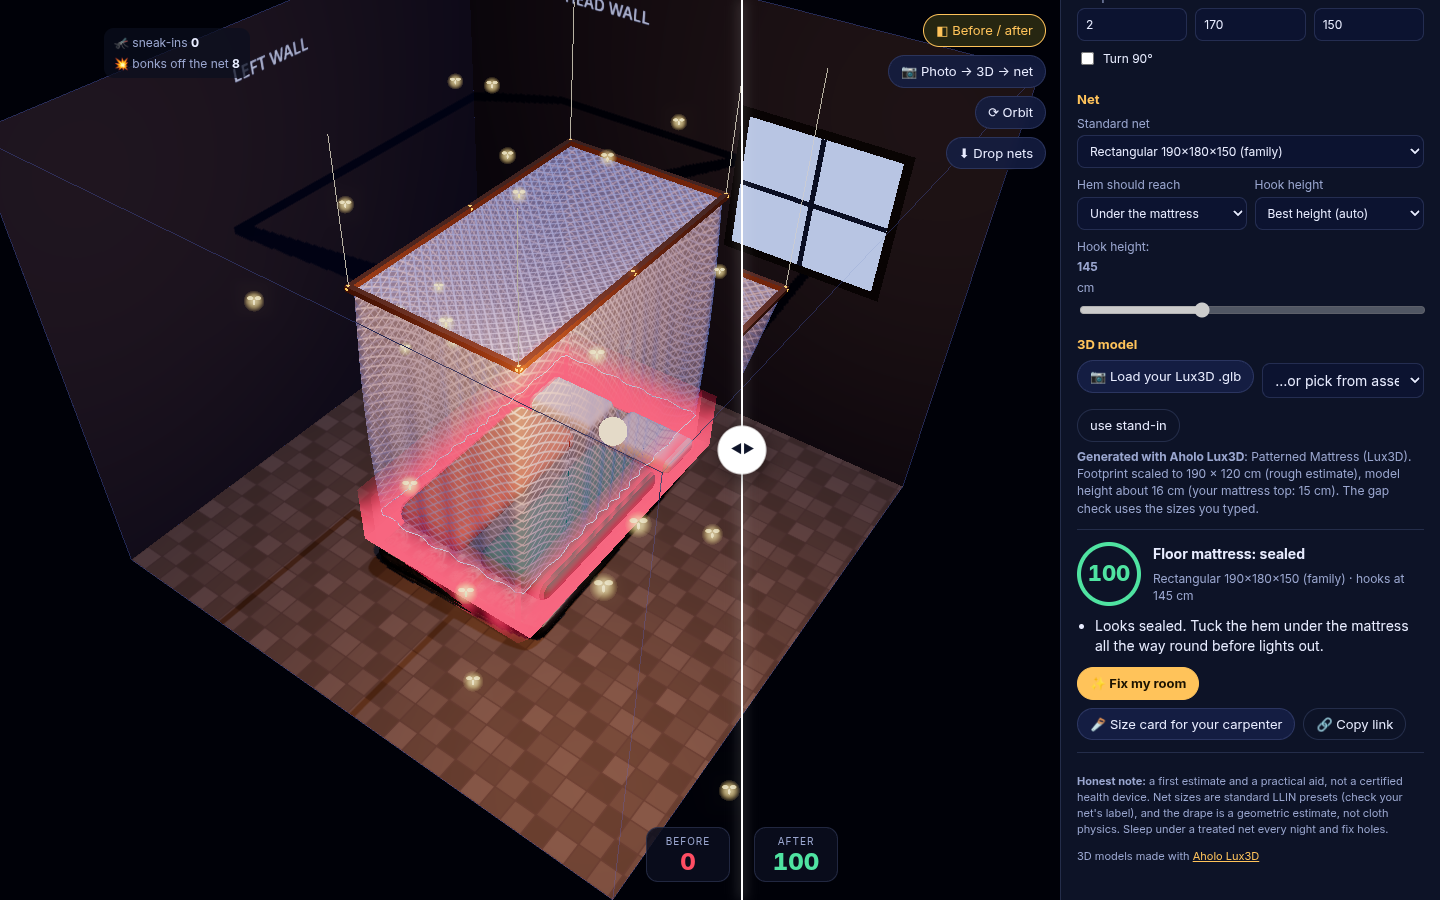 HEAD WALL
LEFT WALL
sneak-ins 0
bonks off the net 8
Before / after
Photo → 3D → net
Orbit
Drop nets
BEFORE
0
AFTER
100
2
170
150
Turn 90°
Net
Standard net
Rectangular 190×180×150 (family)
Hem should reach
Hook height
Under the mattress
Best height (auto)
Hook height:
145
cm
3D model
Load your Lux3D .glb
...or pick from asse
use stand-in
Generated with Aholo Lux3D: Patterned Mattress (Lux3D).
Footprint scaled to 190 × 120 cm (rough estimate), model
height about 16 cm (your mattress top: 15 cm). The gap
check uses the sizes you typed.
100
Floor mattress: sealed
Rectangular 190×180×150 (family) · hooks at
145 cm
Looks sealed. Tuck the hem under the mattress
all the way round before lights out.
Fix my room
Size card for your carpenter
Copy link
Honest note: a first estimate and a practical aid, not a certified
health device. Net sizes are standard LLIN presets (check your
net's label), and the drape is a geometric estimate, not cloth
physics. Sleep under a treated net every night and fix holes.
3D models made with Aholo Lux3D